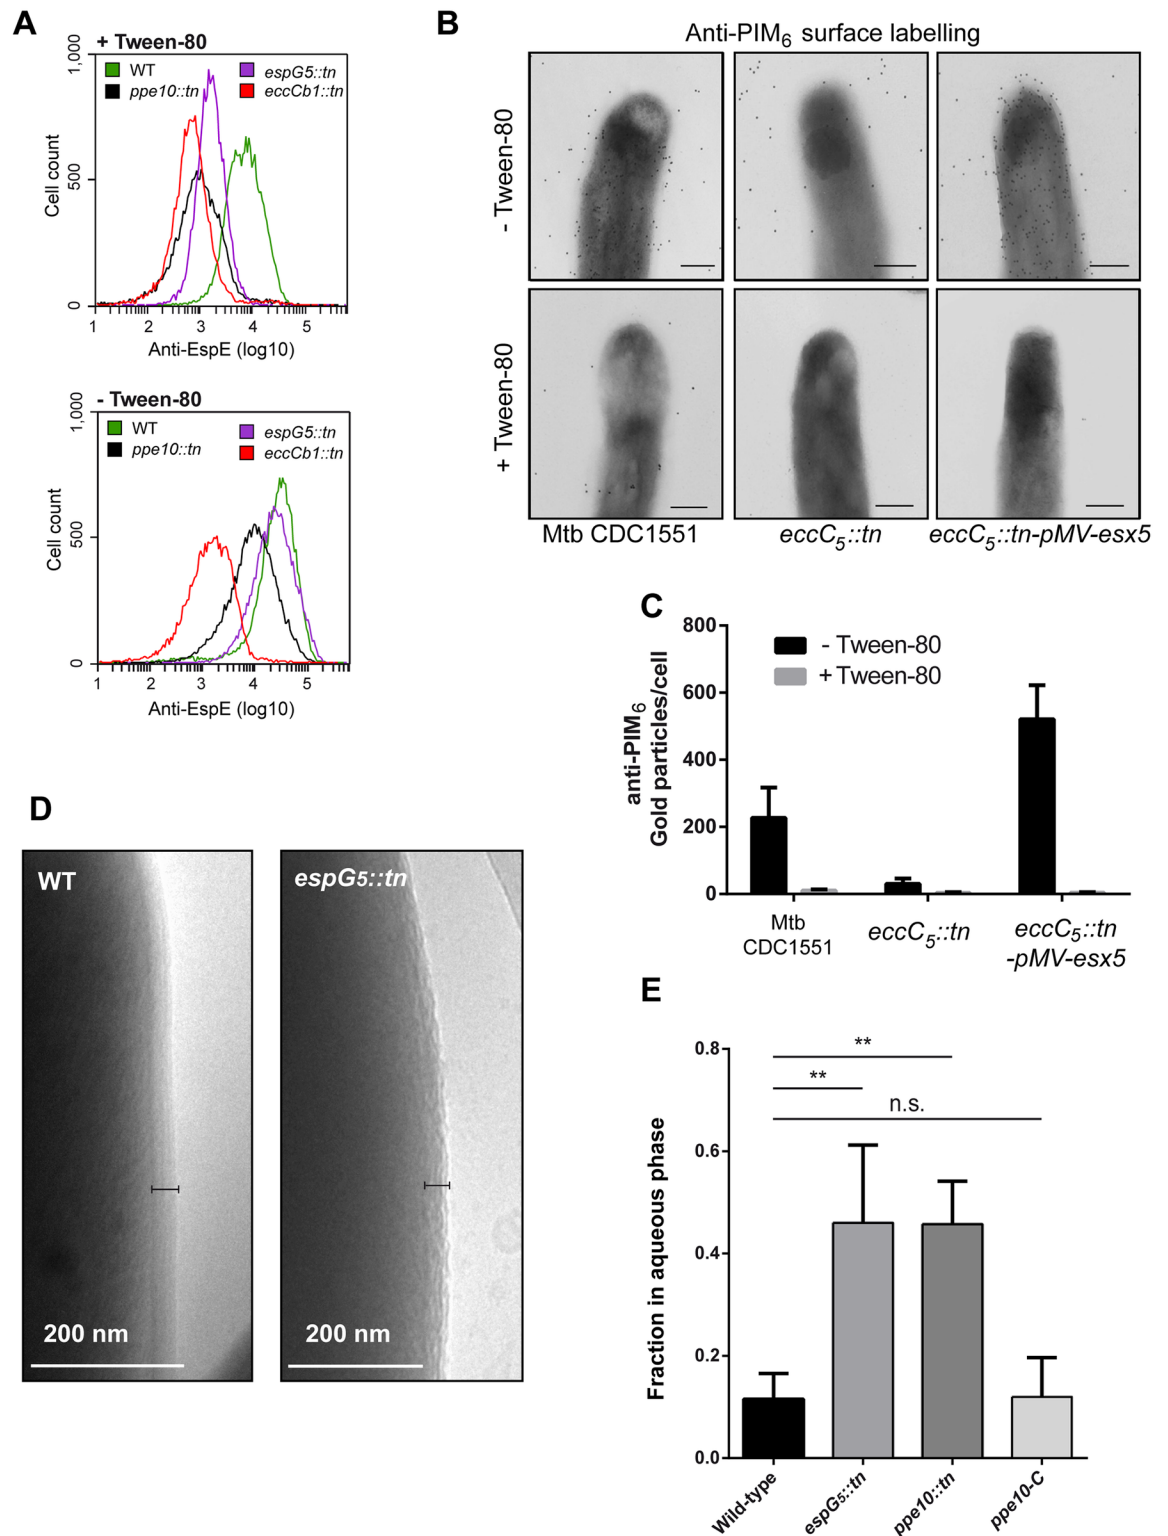 A
+ Tween-80
1,000
500
0
Cell count
WT
ppe10::tn
espG5::tn
eccCb1::tn
1 2 3 4 5
Anti-EspE (log10)
- Tween-80
1,000
500
0
Cell count
WT
ppe10::tn
espG5::tn
eccCb1::tn
1 2 3 4 5
Anti-EspE (log10)
B
Anti-PIM6 surface labelling
- Tween-80
+ Tween-80
Mtb CDC1551
eccC5::tn
eccC5::tn-pMV-esx5
C
800
600
400
200
0
anti-PIM6
Gold particles/cell
- Tween-80
+ Tween-80
Mtb
CDC1551
eccC5::tn
eccC5::tn
-pMV-esx5
D
WT
200 nm
espG5::tn
200 nm
E
0.8
0.6
0.4
0.2
0.0
Fraction in aqueous phase
**
**
n.s.
Wild-type
espG5::tn
ppe10::tn
ppe10-C